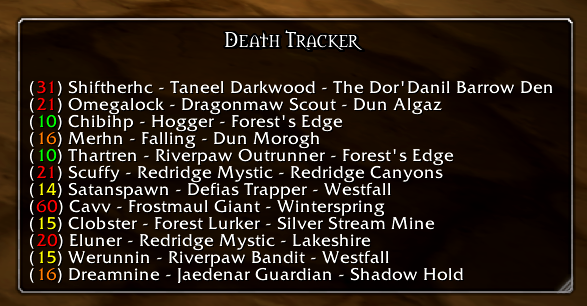 Death Tracker
(31) Shiftherhc - Taneel Darkwood - The Dor'Danil Barrow Den
(21) Omegalock - Dragonmaw Scout - Dun Algaz
(10) Chibihp - Hogger - Forest's Edge
(16) Merhn - Falling - Dun Morogh
(10) Thartren - Riverpaw Outrunner - Forest's Edge
(21) Scuffy - Redridge Mystic - Redridge Canyons
(14) Satanspawn - Defias Trapper - Westfall
(60) Cavv - Frostmaul Giant - Winterspring
(15) Clobster - Forest Lurker - Silver Stream Mine
(20) Eluner - Redridge Mystic - Lakeshire
(15) Werunnin - Riverpaw Bandit - Westfall
(16) Dreamnine - Jaedenar Guardian - Shadow Hold